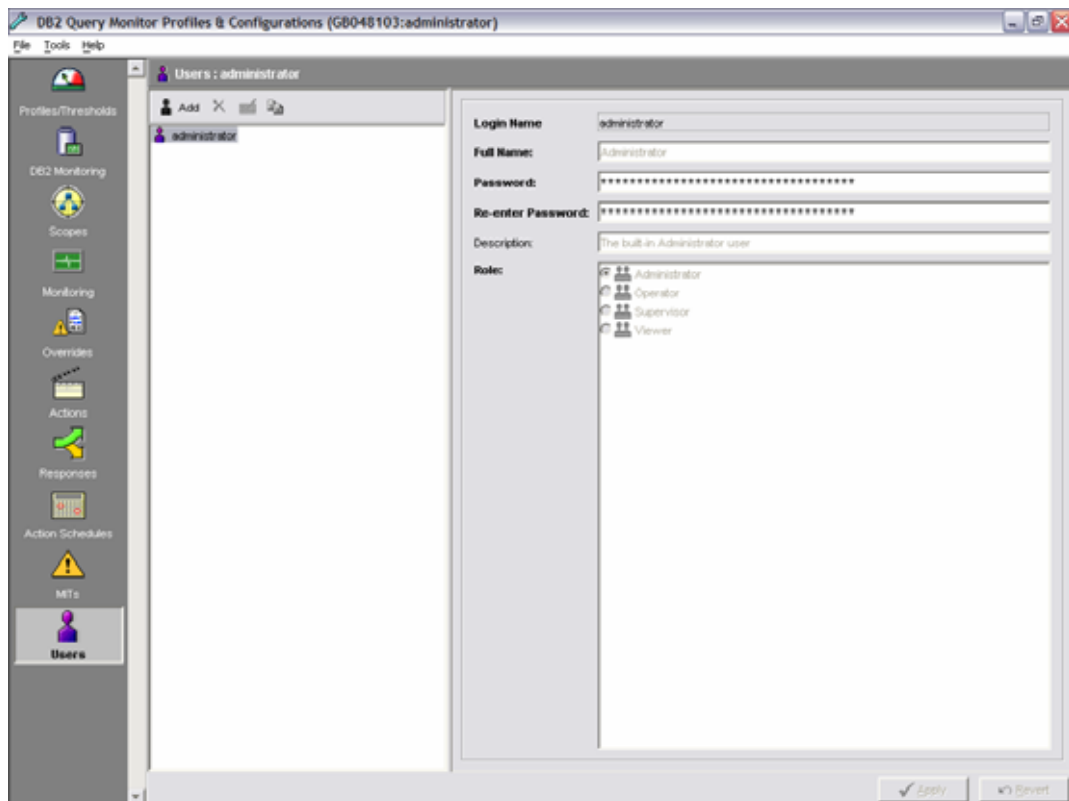 DB2 Query Monitor Profiles & Configurations (GB048103:administrator)
File Tools Help
Profiles/Thresholds
DB2 Monitoring
Scopes
Monitoring
Overrides
Actions
Responses
Action Schedules
MITs
Users
Users : administrator
Add
administrator
Login Name administrator
Full Name: Administrator
Password: ***********************************
Re-enter Password: ***********************************
Description: The built-in Administrator user
Role: Administrator
Operator
Supervisor
Viewer
Apply Revert